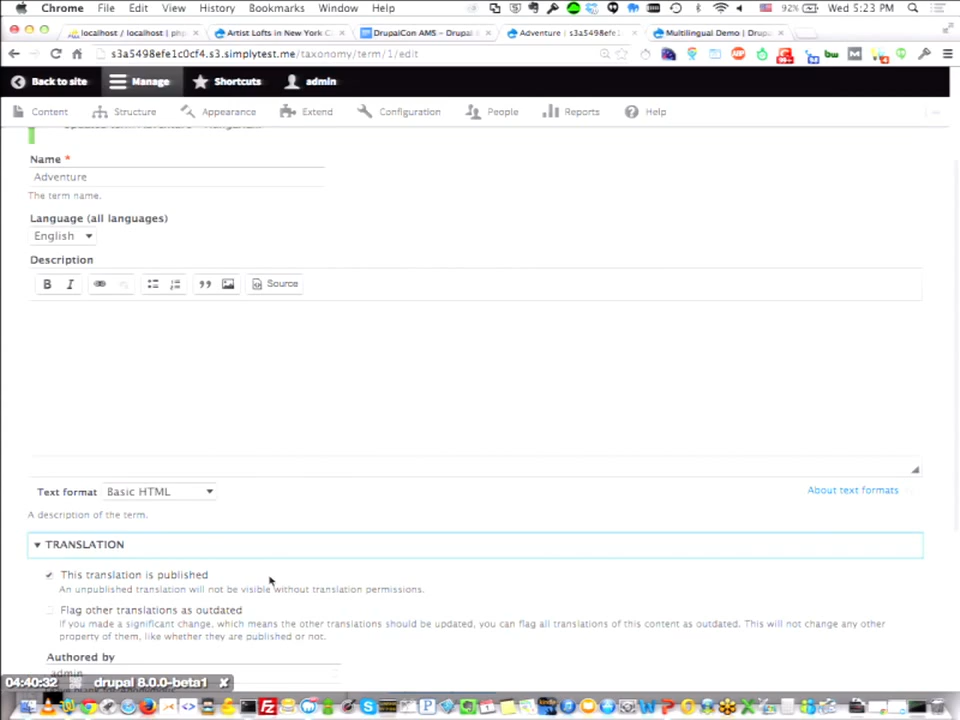 Chrome File Edit View History Bookmarks Window Help 92% Wed 5:23 PM
localhost / localhost | php Artist Lofts in New York C DrupalCon AMS – Drupal Adventure | s3a5498efe1 Multilingual Demo | Drupa
s3a5498efe1c0cf4.s3.simplytest.me/taxonomy/term/1/edit
Back to site Manage Shortcuts admin
Content Structure Appearance Extend Configuration People Reports Help
Name *
Adventure
The term name.
Language (all languages)
English
Description
B I Source
Text format Basic HTML About text formats
A description of the term.
TRANSLATION
This translation is published
An unpublished translation will not be visible without translation permissions.
Flag other translations as outdated
If you made a significant change, which means the other translations should be updated, you can flag all translations of this content as outdated. This will not change any other
property of them, like whether they are published or not.
Authored by
admin
04:40:32 drupal 8.0.0-beta1 x